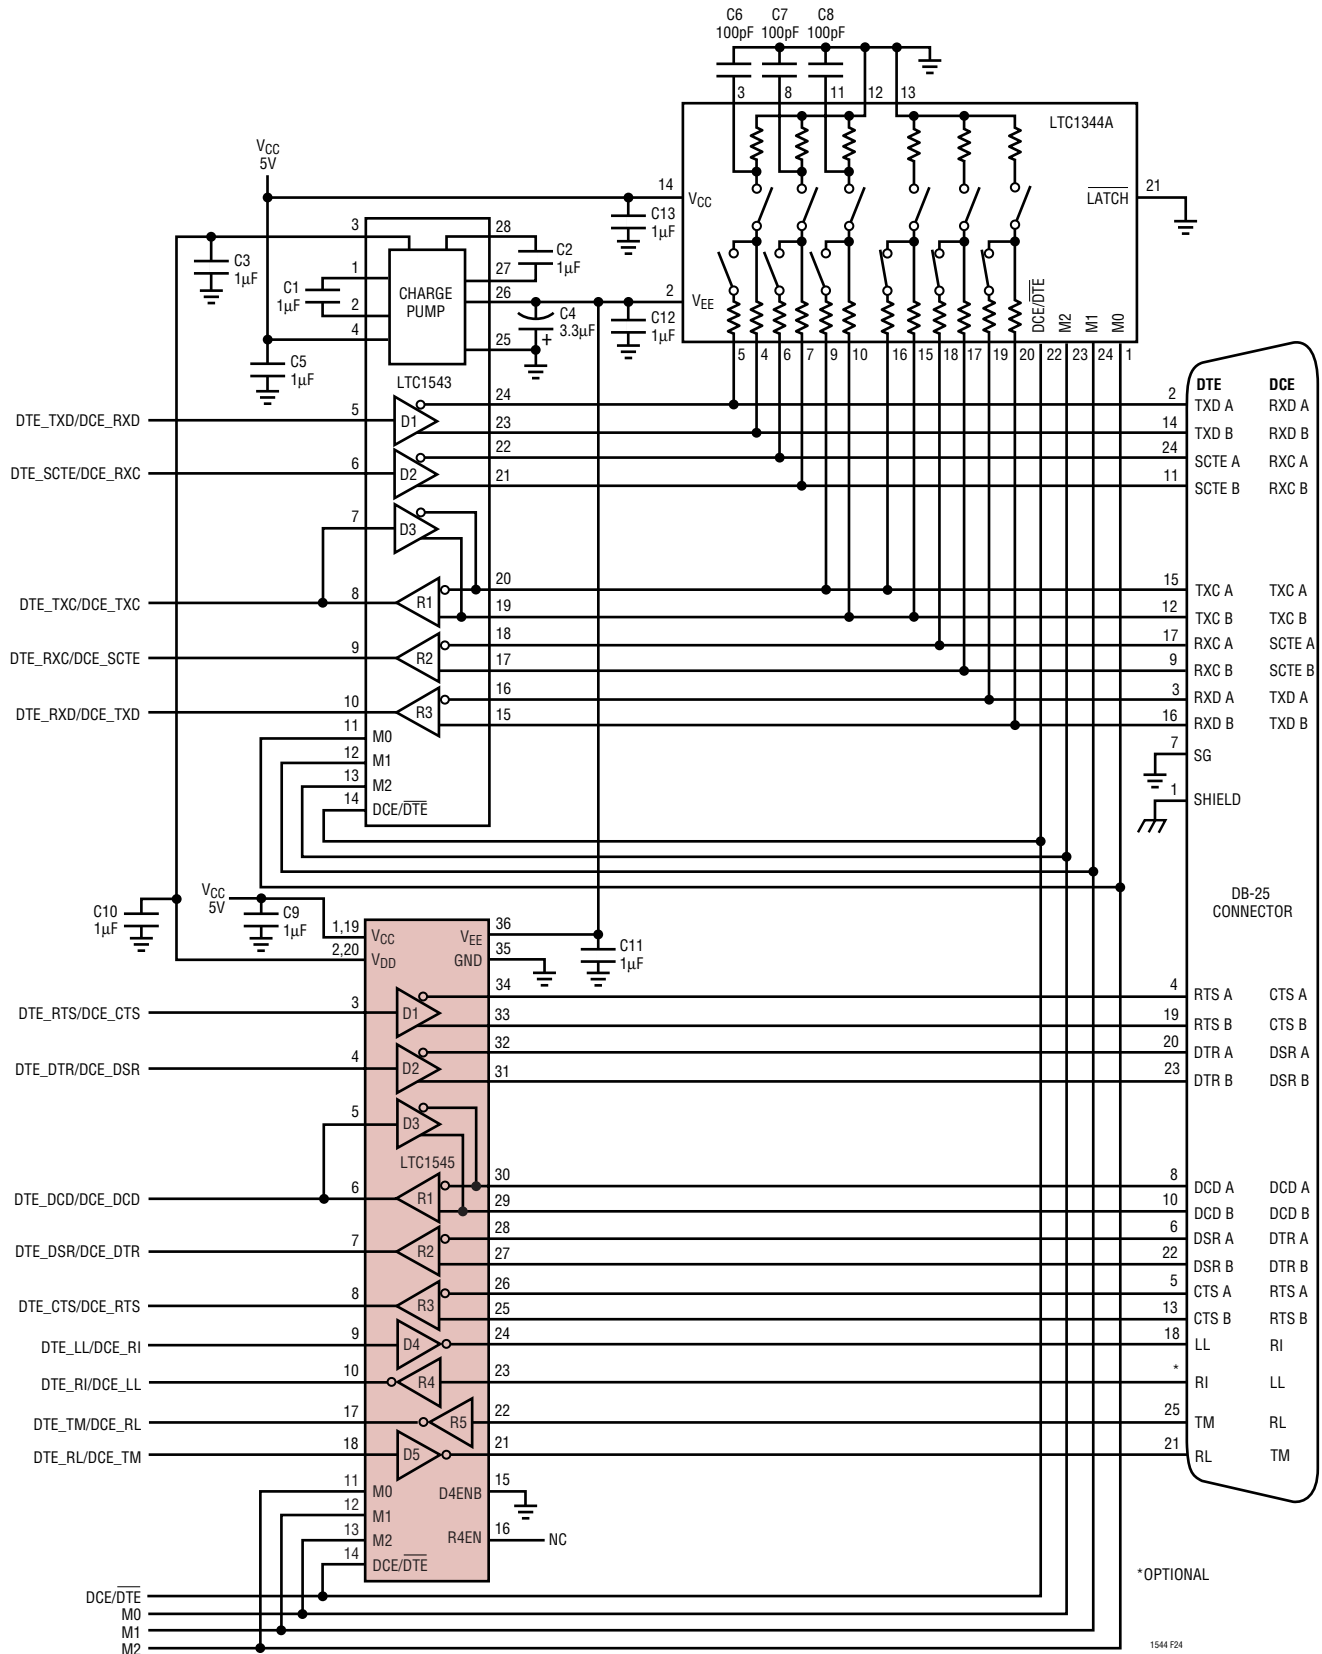 C6 C7 C8
100pF 100pF 100pF
3 8 11 12 13
LTC1344A
VCC
5V
14
VCC
LATCH
21
C13
1µF
3
28
C3
1µF
C2
1µF
1
27
C1
1µF
CHARGE
PUMP
26
2
VEE
2
C4
3.3µF
+
C12
1µF
DCE/DTE
M2
M1
M0
4
25
C5
1µF
5 4 6 7 9 10 16 15 18 17 19 20 22 23 24 1
LTC1543
DTE DCE
DTE_TXD/DCE_RXD
5
D1
24
2
TXD A RXD A
23
14
TXD B RXD B
DTE_SCTE/DCE_RXC
6
D2
22
24
SCTE A RXC A
21
11
SCTE B RXC B
7
D3
DTE_TXC/DCE_TXC
8
R1
20
15
TXC A TXC A
19
12
TXC B TXC B
DTE_RXC/DCE_SCTE
9
R2
18
17
RXC A SCTE A
17
9
RXC B SCTE B
DTE_RXD/DCE_TXD
10
R3
16
3
RXD A TXD A
15
16
RXD B TXD B
11
M0
12
M1
13
M2
14
DCE/DTE
7
SG
1
SHIELD
DB-25
CONNECTOR
C10
1µF
VCC
5V
C9
1µF
1,19
VCC
2,20
VDD
VEE
36
GND
35
C11
1µF
DTE_RTS/DCE_CTS
3
D1
34
4
RTS A CTS A
33
19
RTS B CTS B
DTE_DTR/DCE_DSR
4
D2
32
20
DTR A DSR A
31
23
DTR B DSR B
5
D3
LTC1545
DTE_DCD/DCE_DCD
6
R1
30
8
DCD A DCD A
29
10
DCD B DCD B
DTE_DSR/DCE_DTR
7
R2
28
6
DSR A DTR A
27
22
DSR B DTR B
DTE_CTS/DCE_RTS
8
R3
26
5
CTS A RTS A
25
13
CTS B RTS B
DTE_LL/DCE_RI
9
D4
24
18
LL RI
DTE_RI/DCE_LL
10
R4
23
*
RI LL
DTE_TM/DCE_RL
17
R5
22
25
TM RL
DTE_RL/DCE_TM
18
D5
21
21
RL TM
11
M0
D4ENB
15
12
M1
13
M2
R4EN
16
NC
14
DCE/DTE
*OPTIONAL
DCE/DTE
M0
M1
M2
1544 F24